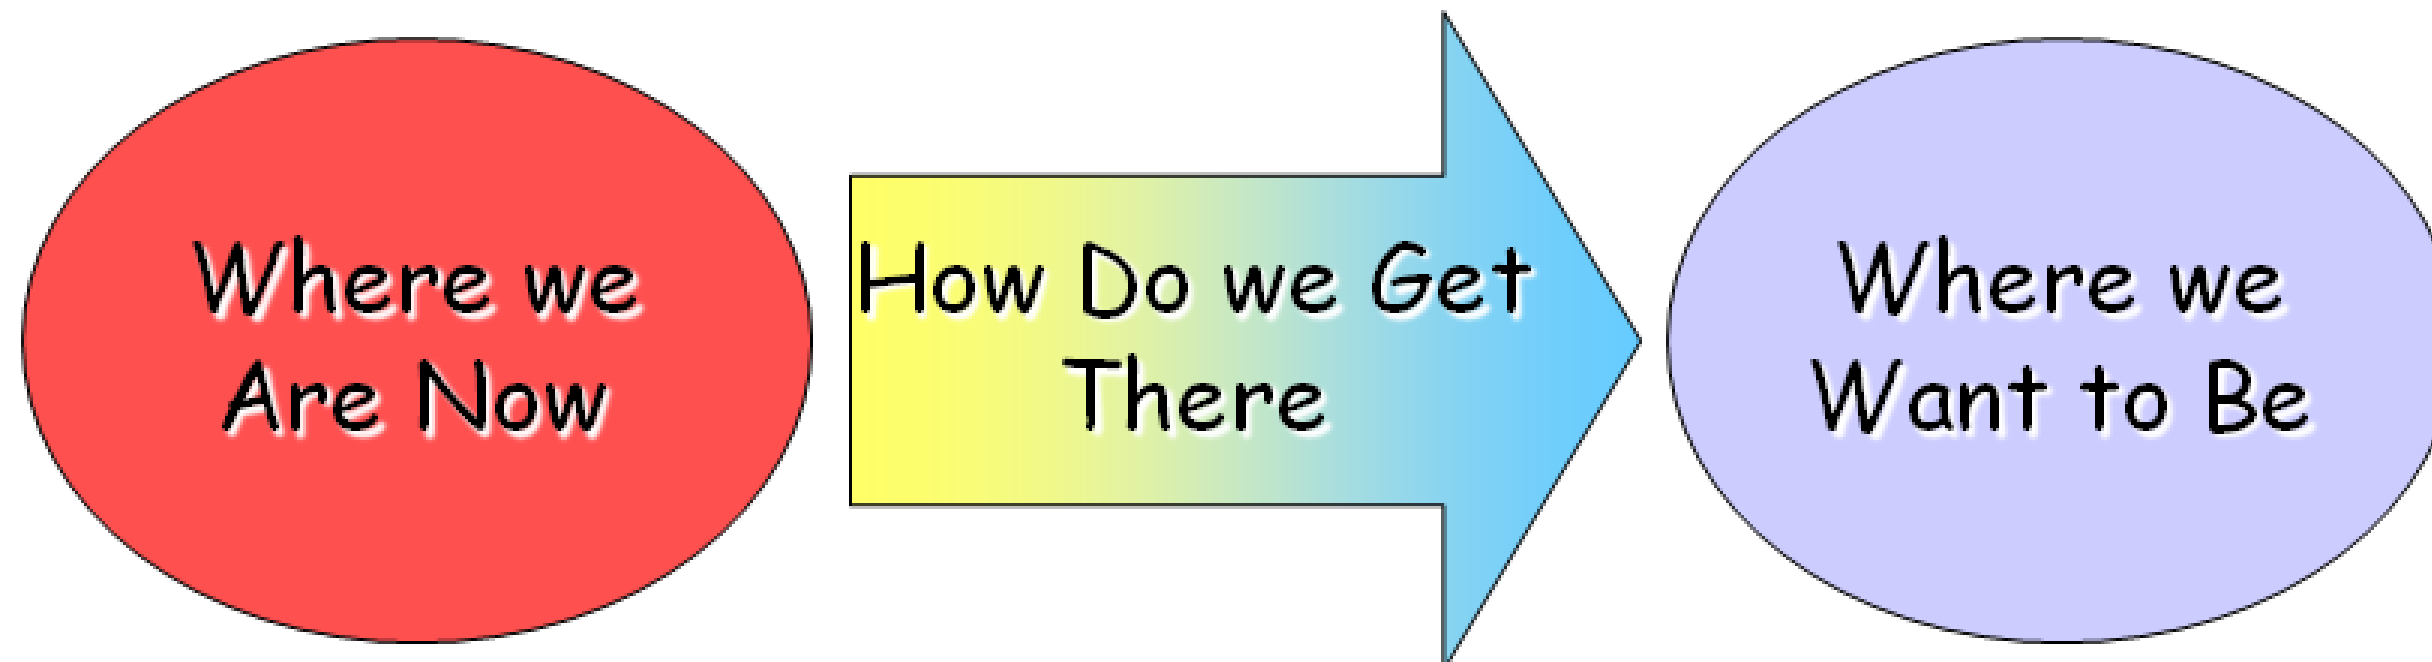 Where we
Are Now
How Do we Get
There
Where we
Want to Be